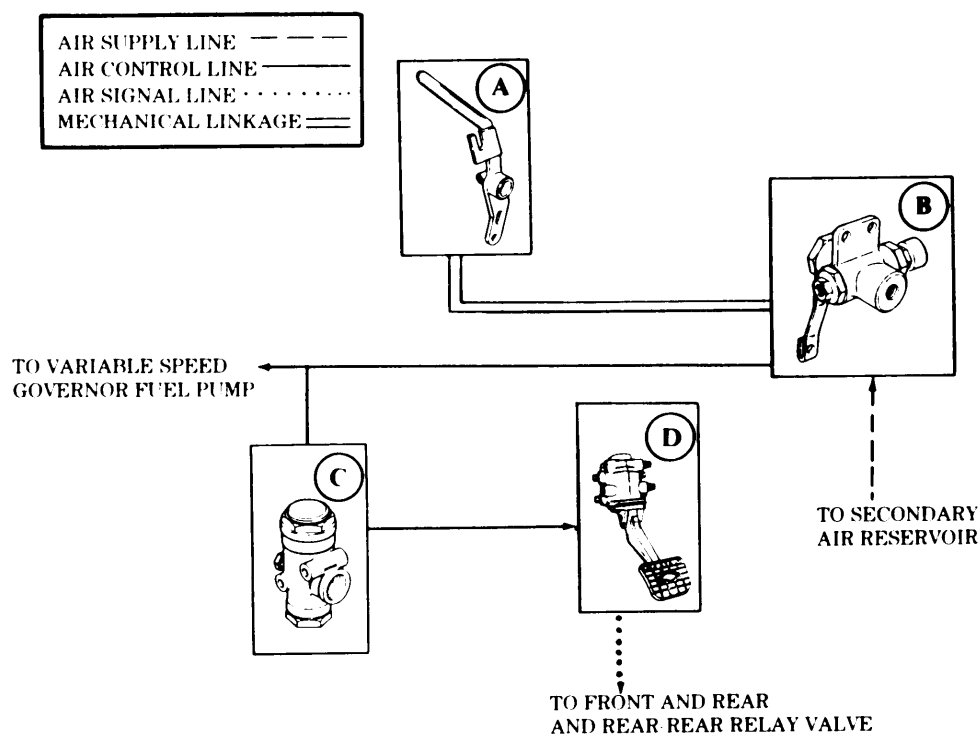 AIR SUPPLY LINE
AIR CONTROL LINE
AIR SIGNAL LINE
MECHANICAL LINKAGE
A
B
TO VARIABLE SPEED
GOVERNOR FUEL PUMP
C
D
TO SECONDARY
AIR RESERVOIR
TO FRONT AND REAR
AND REAR-REAR RELAY VALVE